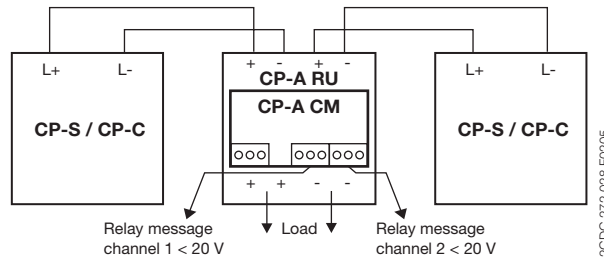 L+ L- + - + - L+ L-
CP-A RU
CP-A CM
CP-S / CP-C
CP-S / CP-C
+ + - -
Relay message
channel 1 < 20 V
Load
Relay message
channel 2 < 20 V